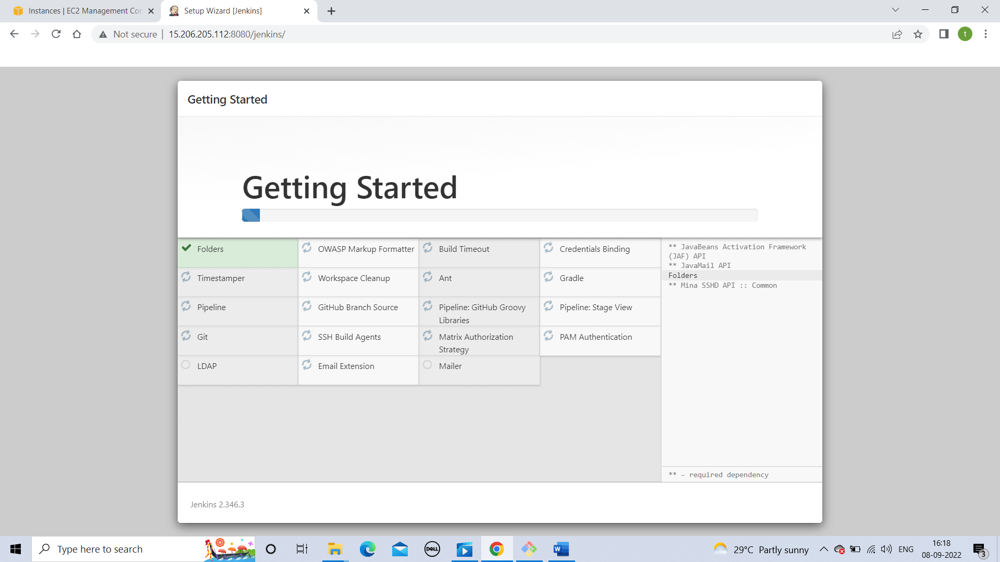 Instances | EC2 Management Con
Setup Wizard [Jenkins]
Not secure
15.206.205.112:8080/jenkins/
t
Getting Started
Getting Started
Folders
OWASP Markup Formatter
Build Timeout
Credentials Binding
Timestamper
Workspace Cleanup
Ant
Gradle
Pipeline
GitHub Branch Source
Pipeline: GitHub Groovy
Libraries
Pipeline: Stage View
Git
SSH Build Agents
Matrix Authorization
Strategy
PAM Authentication
LDAP
Email Extension
Mailer
** JavaBeans Activation Framework
(JAF) API
** JavaMail API
Folders
** Mina SSHD API :: Common
** - required dependency
Jenkins 2.346.3
Type here to search
DELL
W
29°C Partly sunny
ENG
16:18
08-09-2022
3